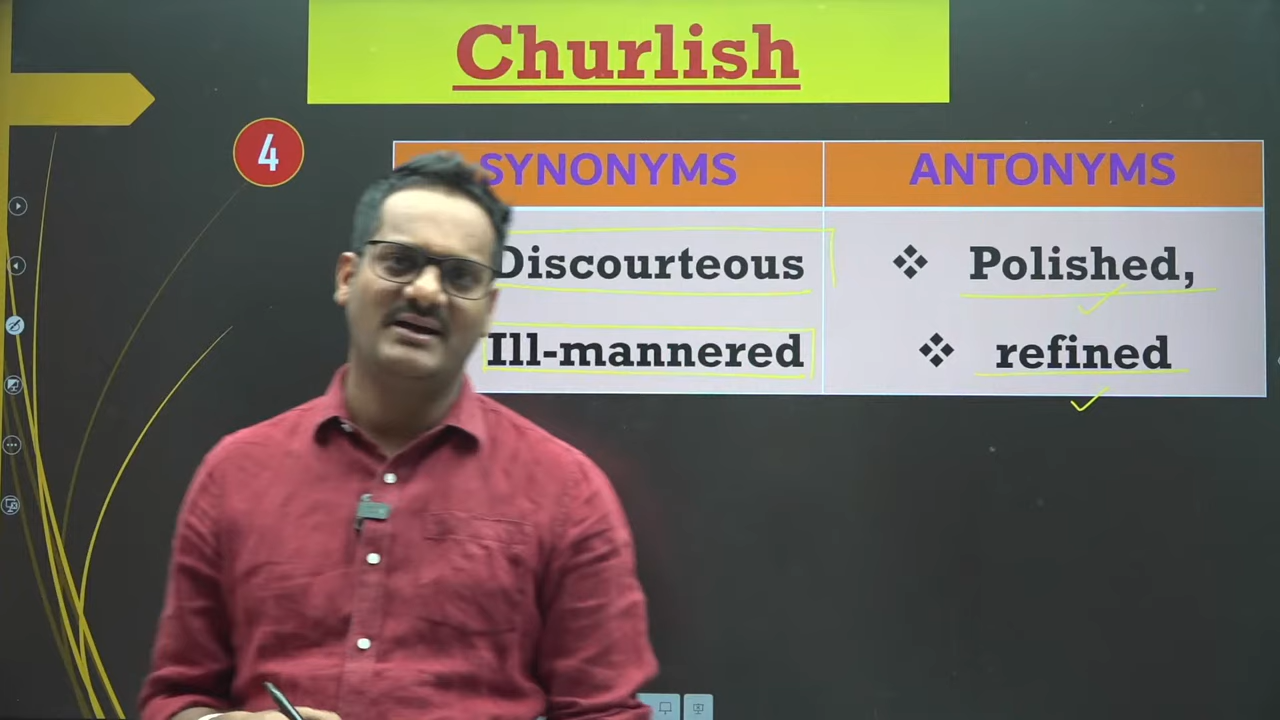 Churlish
4
SYNONYMS ANTONYMS
Discourteous Polished,
Ill-mannered refined